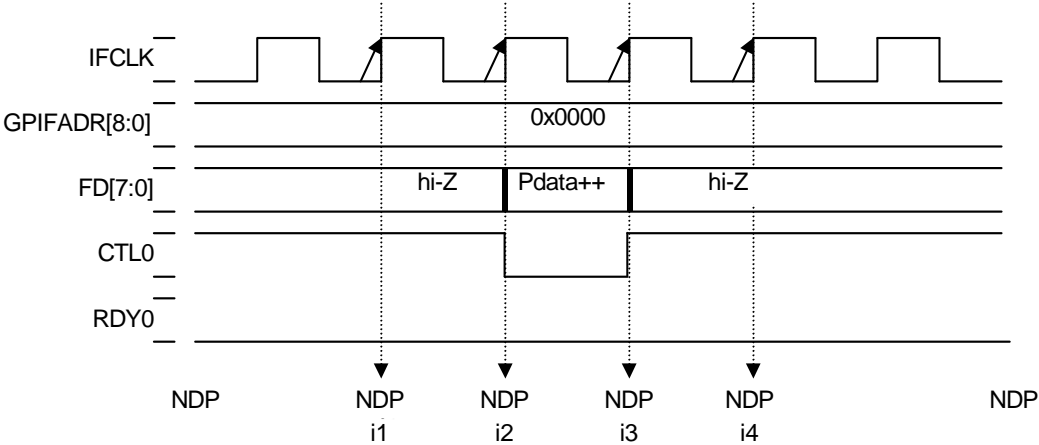 IFCLK
GPIFADR[8:0]
0x0000
FD[7:0]
hi-Z Pdata++ hi-Z
CTL0
RDY0
NDP NDP NDP NDP NDP NDP
i1 i2 i3 i4